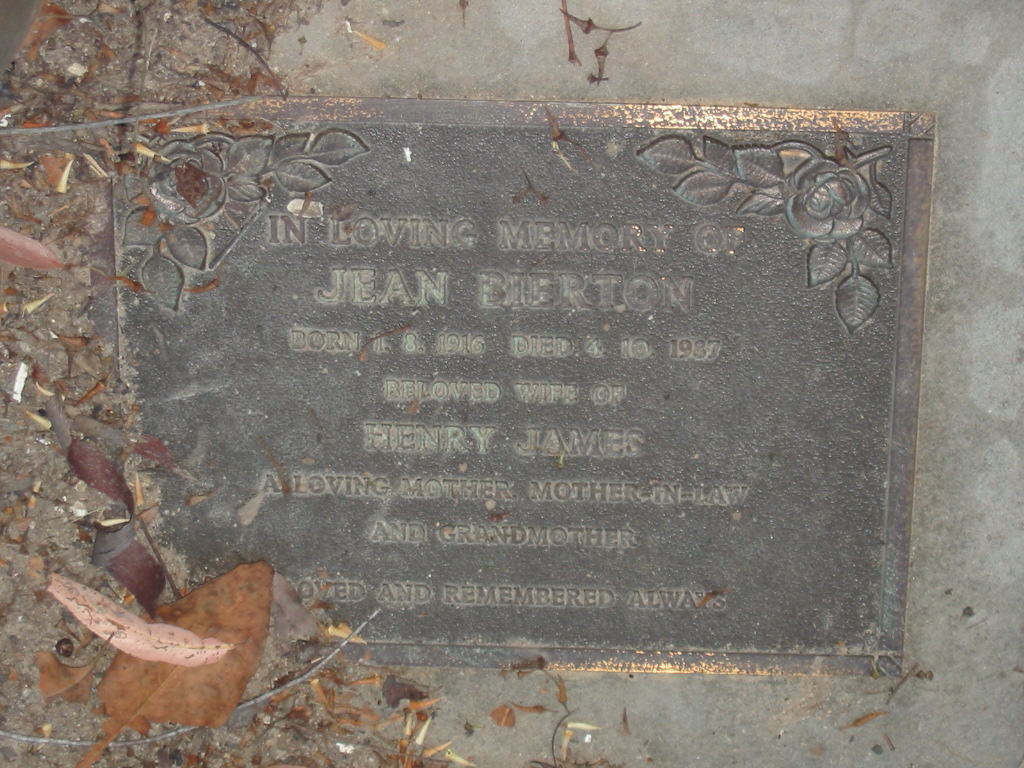 IN LOVING MEMORY OF
JEAN BIERTON
BORN 1. 8. 1916 DIED 4. 10. 1987
BELOVED WIFE OF
HENRY JAMES
A LOVING MOTHER, MOTHER-IN-LAW
AND GRANDMOTHER
LOVED AND REMEMBERED ALWAYS